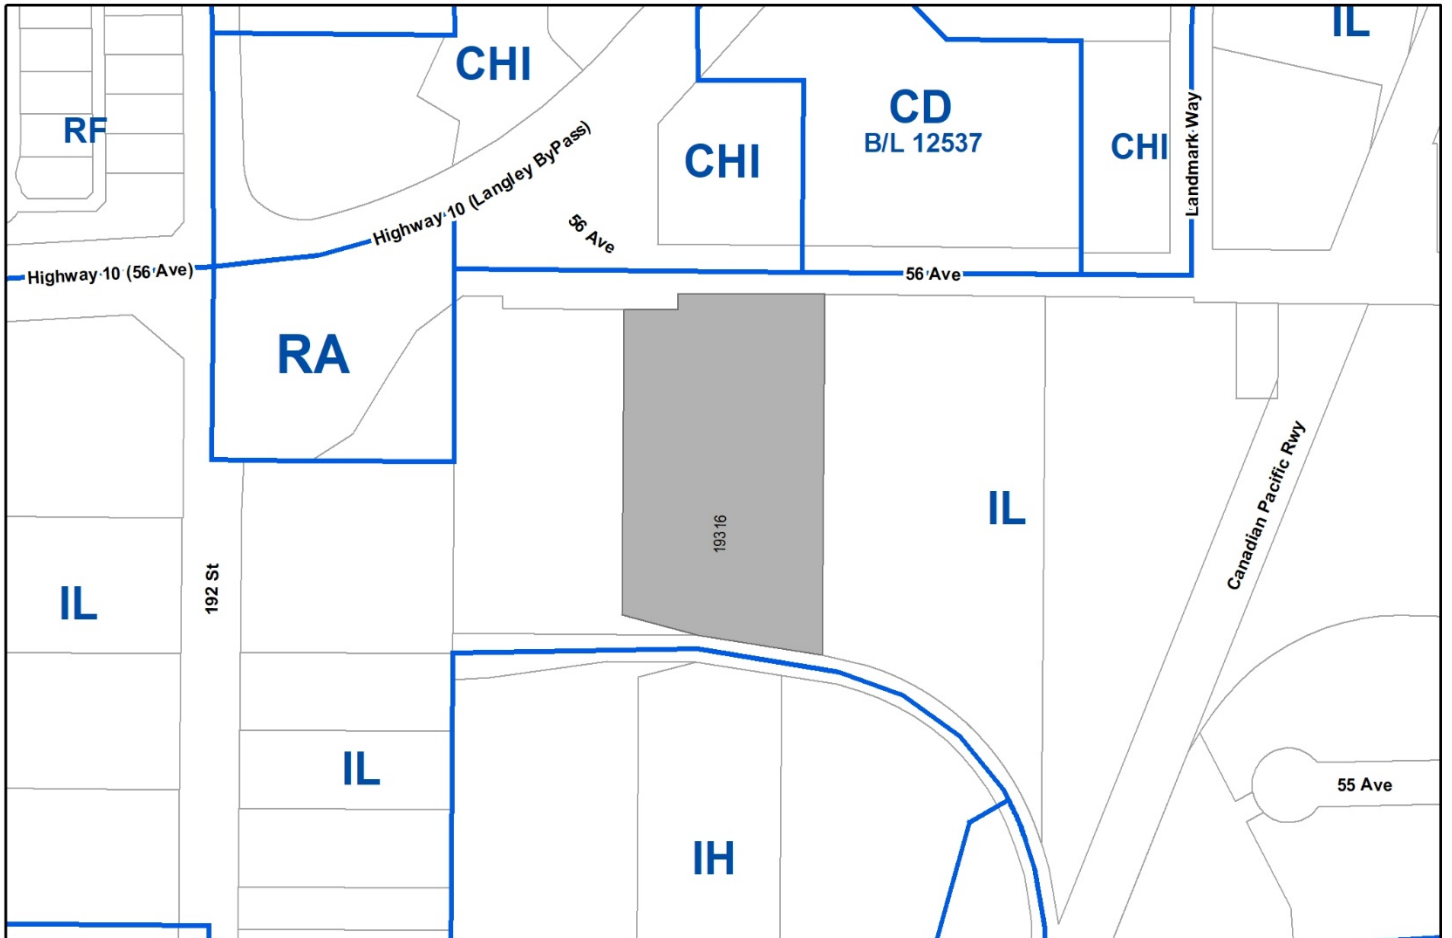 IL
CHI
CD
B/L 12537
RF
CHI
CHI
Landmark Way
Highway 10 (Langley ByPass)
56 Ave
Highway 10 (56 Ave)
56 Ave
RA
Canadian Pacific Rwy
IL
19316
192 St
IL
IL
55 Ave
IH